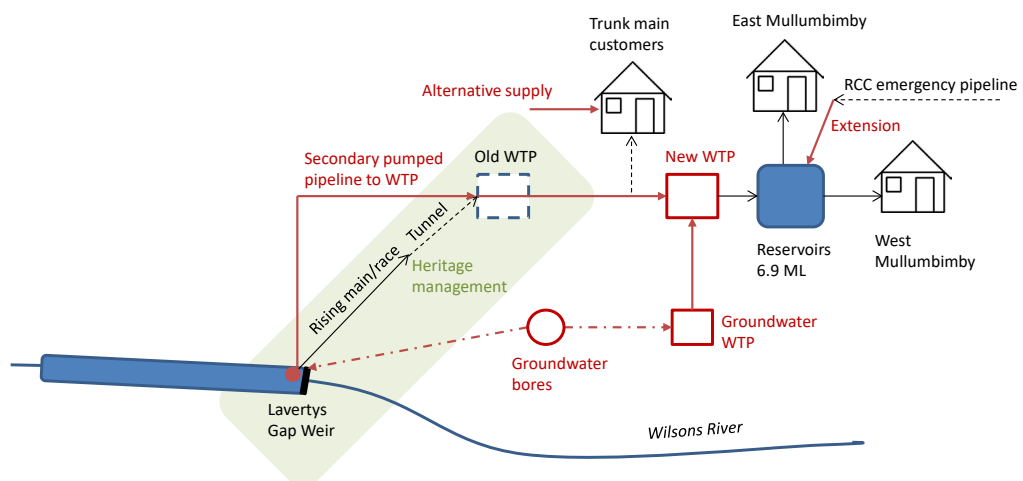 Trunk main
customers
East Mullumbimby
RCC emergency pipeline
Alternative supply
Extension
Secondary pumped
pipeline to WTP
Old WTP
New WTP
Rising main/race
Tunnel
Heritage
management
Reservoirs
6.9 ML
West
Mullumbimby
Groundwater
bores
Groundwater
WTP
Lavertys
Gap Weir
Wilsons River